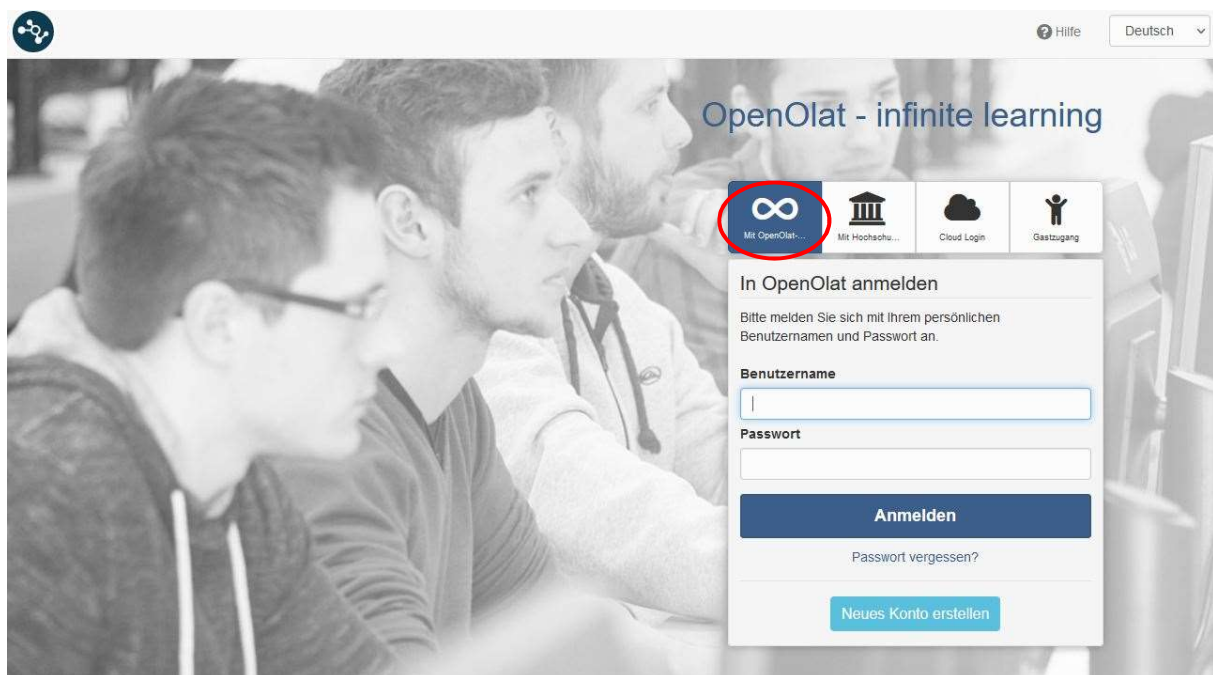 Hilfe
Deutsch
OpenOlat - infinite learning
Mit OpenOlat-...
Mit Hochschu...
Cloud Login
Gastzugang
In OpenOlat anmelden
Bitte melden Sie sich mit Ihrem persönlichen
Benutzernamen und Passwort an.
Benutzername
Passwort
Anmelden
Passwort vergessen?
Neues Konto erstellen